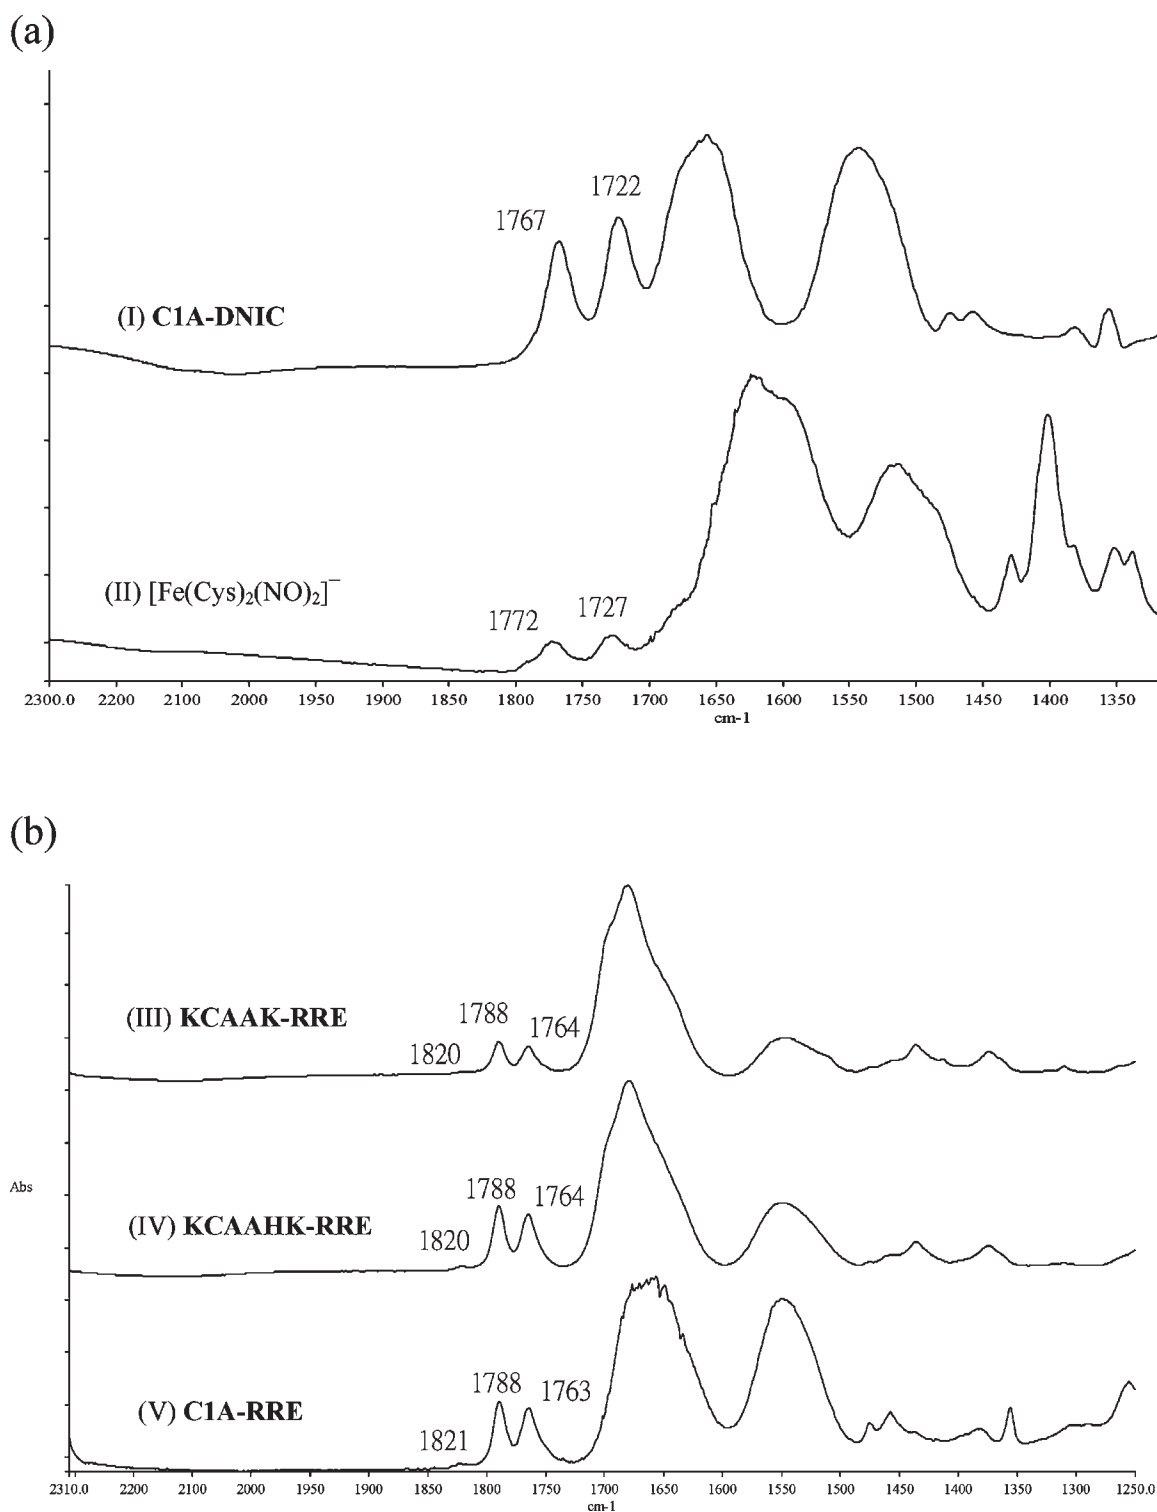 (a)
1722
1767
(I) C1A-DNIC
(II) [Fe(Cys)₂(NO)₂]⁻
1772
1727
2300.0 2200 2100 2000 1950 1900 1850 1800 1750 1700 1650 1600 1550 1500 1450 1400 1350
cm-1
(b)
(III) KCAAK-RRE
1788
1764
1820
Abs
1788
1764
(IV) KCAAHK-RRE
1820
1788
1763
(V) C1A-RRE
1821
2310.0 2200 2100 2000 1950 1900 1850 1800 1750 1700 1650 1600 1550 1500 1450 1400 1350 1300 1250.0
cm-1